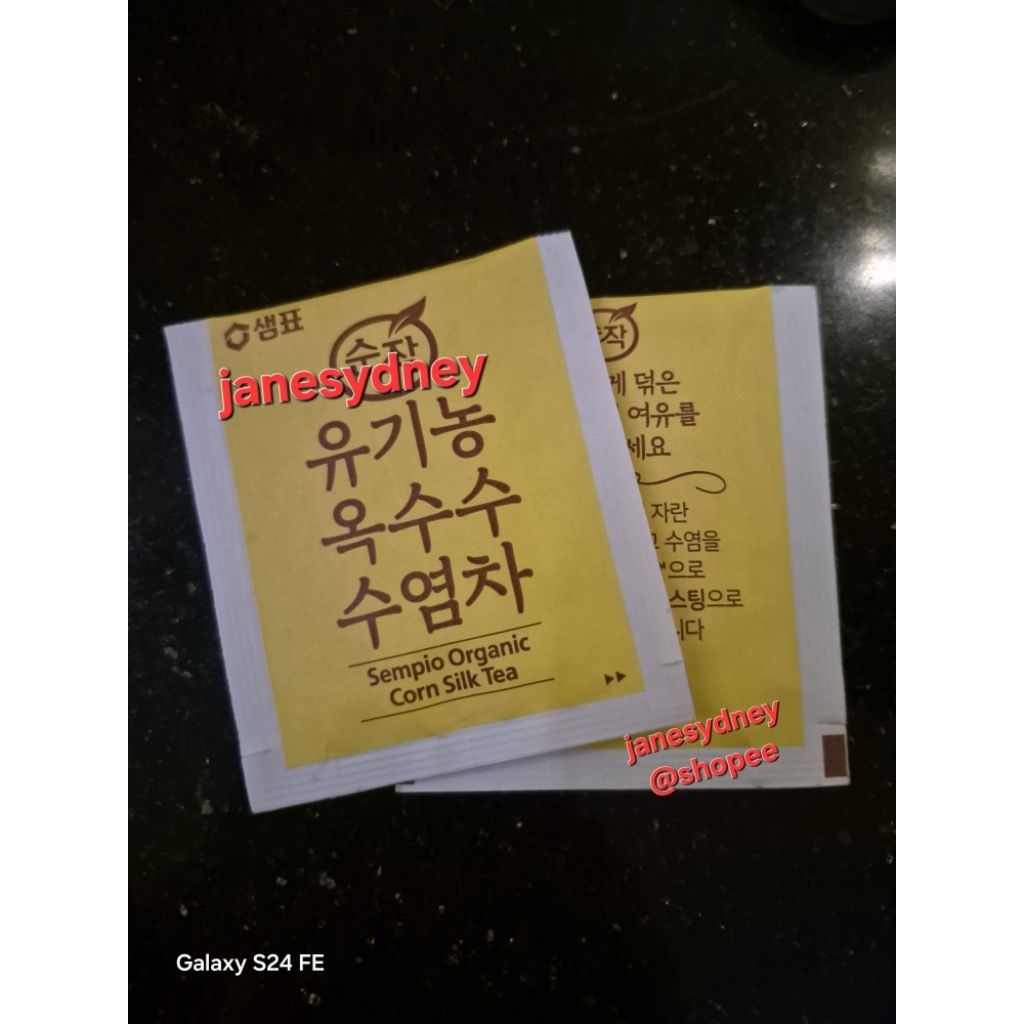 샘표
순작
janesydney
유기농
옥수수
수염차
Sempio Organic
Corn Silk Tea
작
게 덖은
여유를
세요
자란
고 수염을
으로
스팅으로
니다
janesydney
@shopee
Galaxy S24 FE